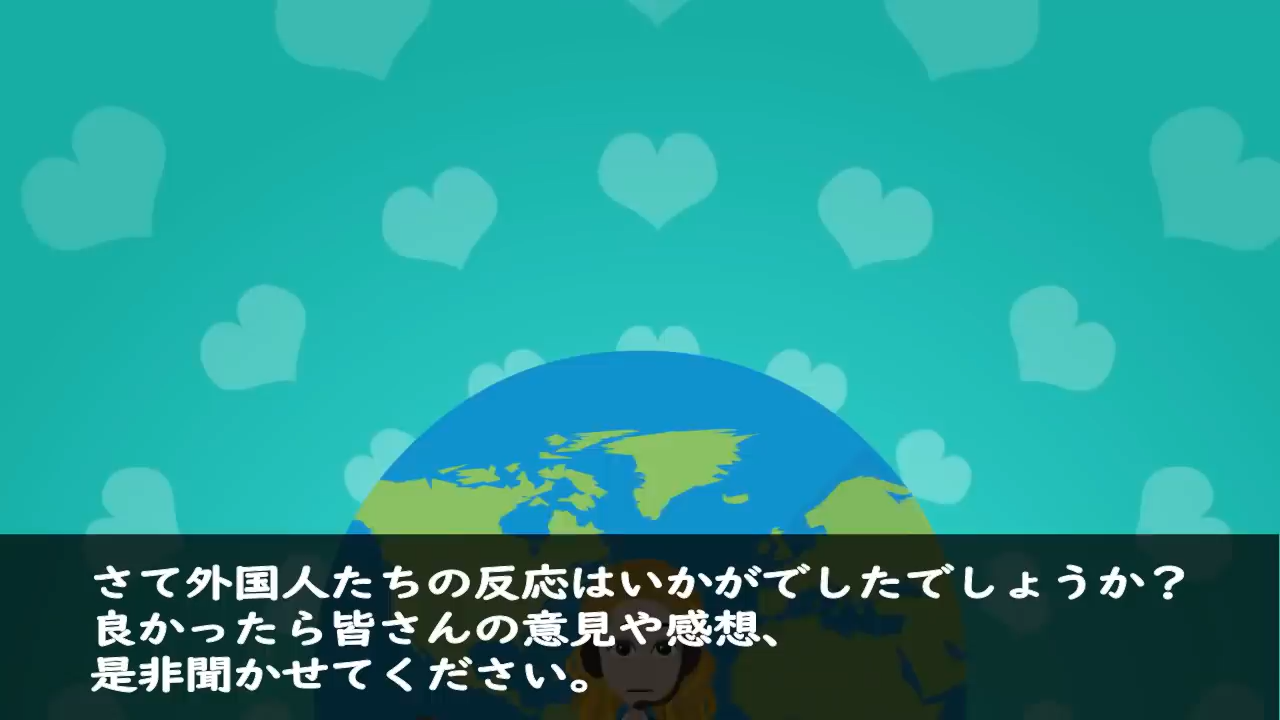 さて外国人たちの反応はいかがでしたでしょうか？
良かったら皆さんの意見や感想、
是非聞かせてください。